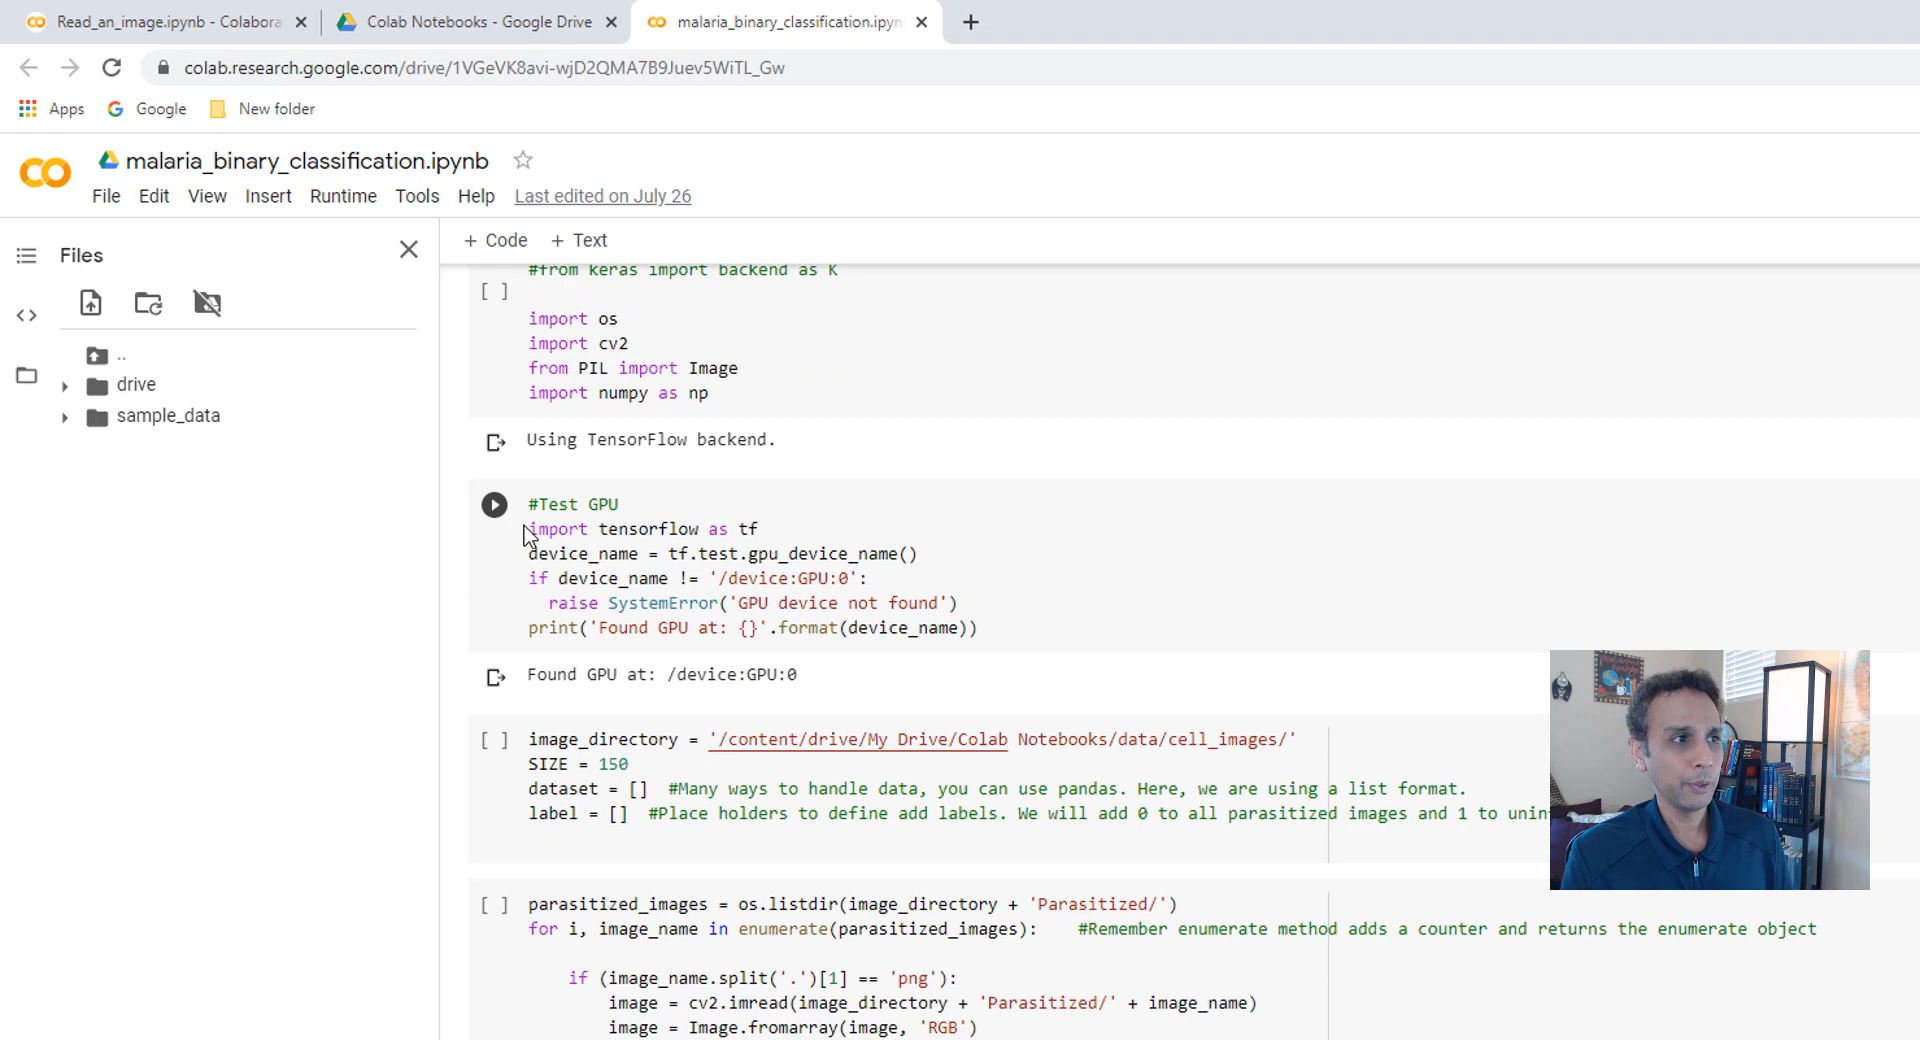 Read_an_image.ipynb - Colabora
Colab Notebooks - Google Drive
malaria_binary_classification.ipyn
colab.research.google.com/drive/1VGeVK8avi-wjD2QMA7B9Juev5WiTL_Gw
Apps Google New folder
malaria_binary_classification.ipynb
File Edit View Insert Runtime Tools Help Last edited on July 26
Files
..
drive
sample_data
+ Code + Text
#from keras import backend as K
[ ]
import os
import cv2
from PIL import Image
import numpy as np
Using TensorFlow backend.
#Test GPU
import tensorflow as tf
device_name = tf.test.gpu_device_name()
if device_name != '/device:GPU:0':
raise SystemError('GPU device not found')
print('Found GPU at: {}'.format(device_name))
Found GPU at: /device:GPU:0
[ ] image_directory = '/content/drive/My Drive/Colab Notebooks/data/cell_images/'
SIZE = 150
dataset = [] #Many ways to handle data, you can use pandas. Here, we are using a list format.
label = [] #Place holders to define add labels. We will add 0 to all parasitized images and 1 to unin
[ ] parasitized_images = os.listdir(image_directory + 'Parasitized/')
for i, image_name in enumerate(parasitized_images): #Remember enumerate method adds a counter and returns the enumerate object
if (image_name.split('.')[1] == 'png'):
image = cv2.imread(image_directory + 'Parasitized/' + image_name)
image = Image.fromarray(image, 'RGB')